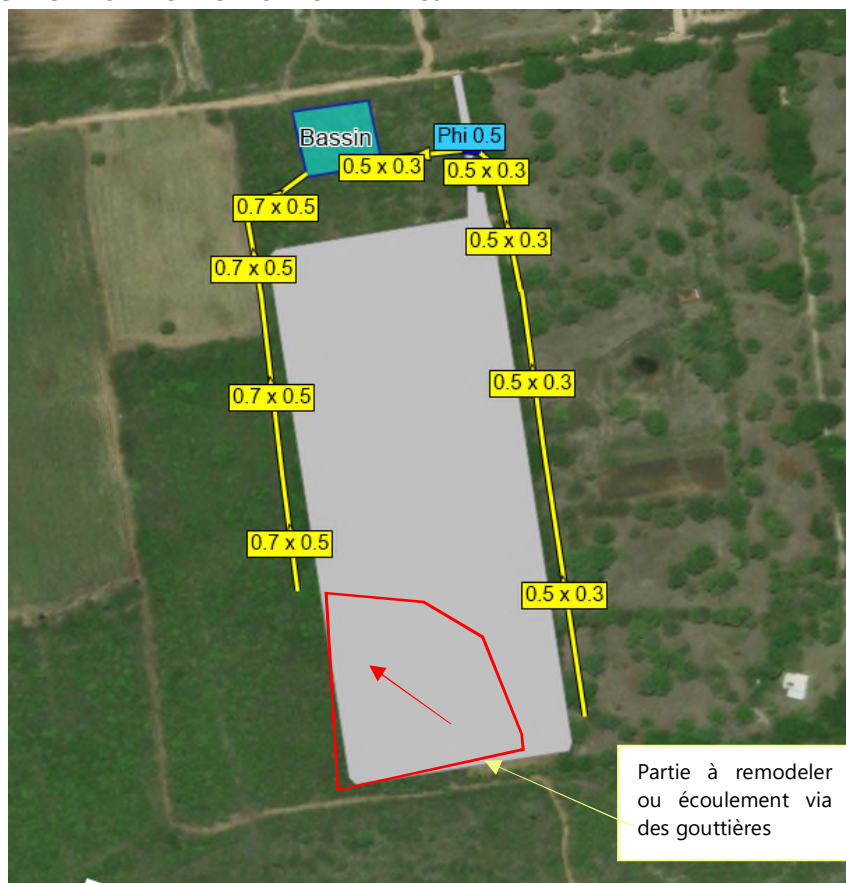 Bassin
Phi 0.5
0.5 x 0.3
0.5 x 0.3
0.7 x 0.5
0.5 x 0.3
0.7 x 0.5
0.5 x 0.3
0.7 x 0.5
0.7 x 0.5
0.5 x 0.3
Partie à remodeler
ou écoulement via
des gouttières